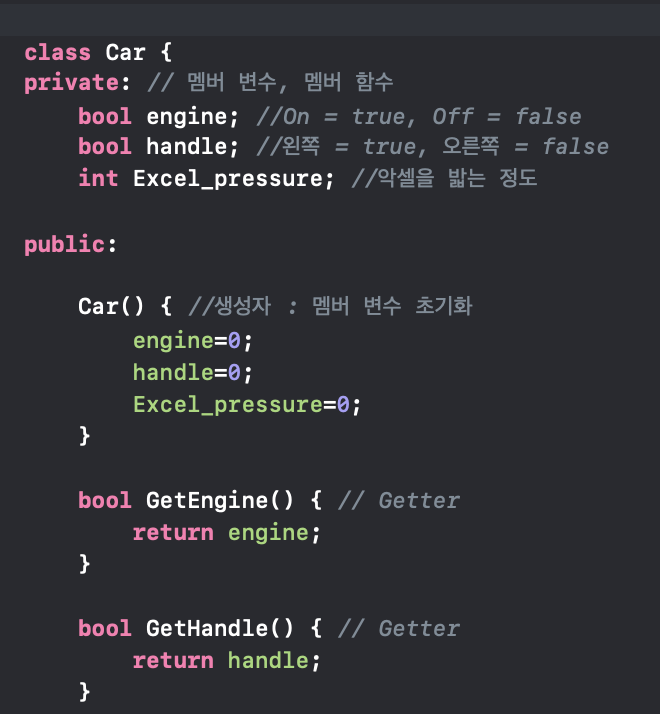 class Car {
private: // 멤버 변수, 멤버 함수
bool engine; //On = true, Off = false
bool handle; //왼쪽 = true, 오른쪽 = false
int Excel_pressure; //악셀을 밟는 정도
public:
Car() { //생성자 : 멤버 변수 초기화
engine=0;
handle=0;
Excel_pressure=0;
}
bool GetEngine() { // Getter
return engine;
}
bool GetHandle() { // Getter
return handle;
}